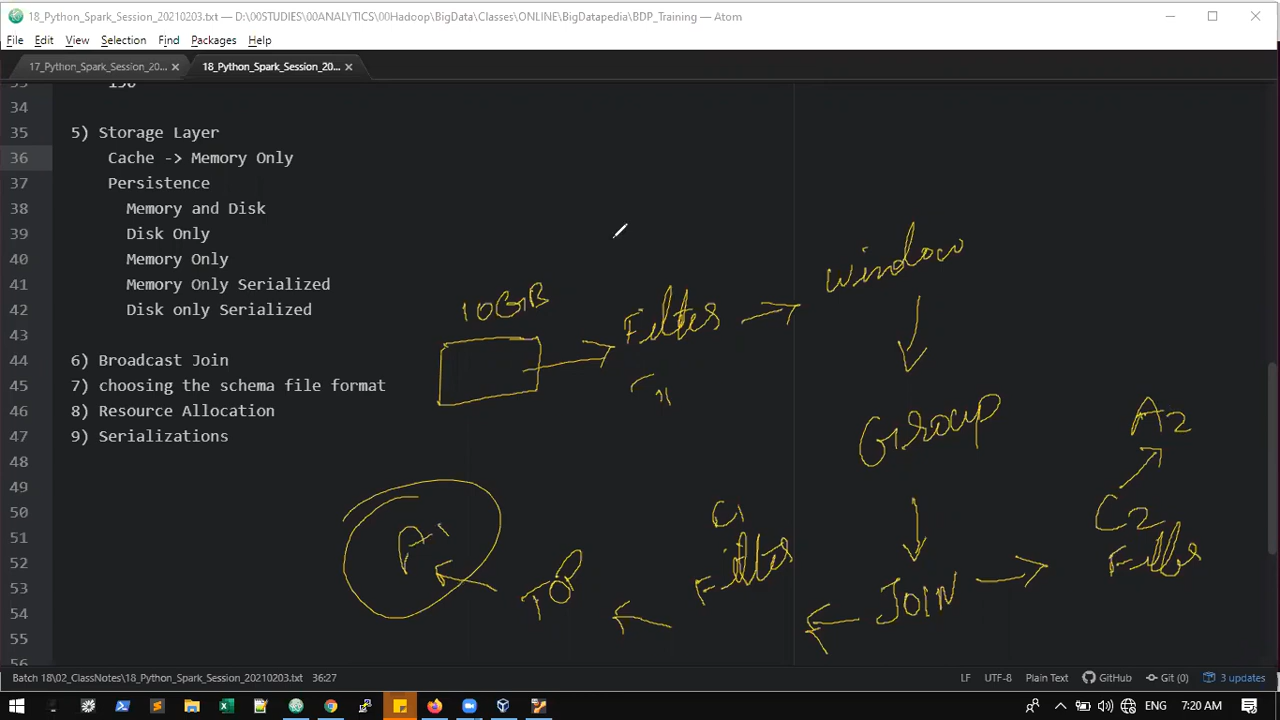 18_Python_Spark_Session_20210203.txt — D:\00STUDIES\00ANALYTICS\00Hadoop\BigData\Classes\ONLINE\BigDatapedia\BDP_Training — Atom
File Edit View Selection Find Packages Help
17_Python_Spark_Session_20... 18_Python_Spark_Session_20...
34
35 5) Storage Layer
36 Cache -> Memory Only
37 Persistence
38 Memory and Disk
39 Disk Only
40 Memory Only
41 Memory Only Serialized
42 Disk only Serialized
43
44 6) Broadcast Join
45 7) choosing the schema file format
46 8) Resource Allocation
47 9) Serializations
48
49
50
51
52
53
54
55
56
Window
10GB
Filter
Group
A2
C1
C2
A1
Filter
Filter
TOP
JOIN
Batch 18\02_ClassNotes\18_Python_Spark_Session_20210203.txt 36:27 LF UTF-8 Plain Text GitHub Git (0) 3 updates
ENG 7:20 AM